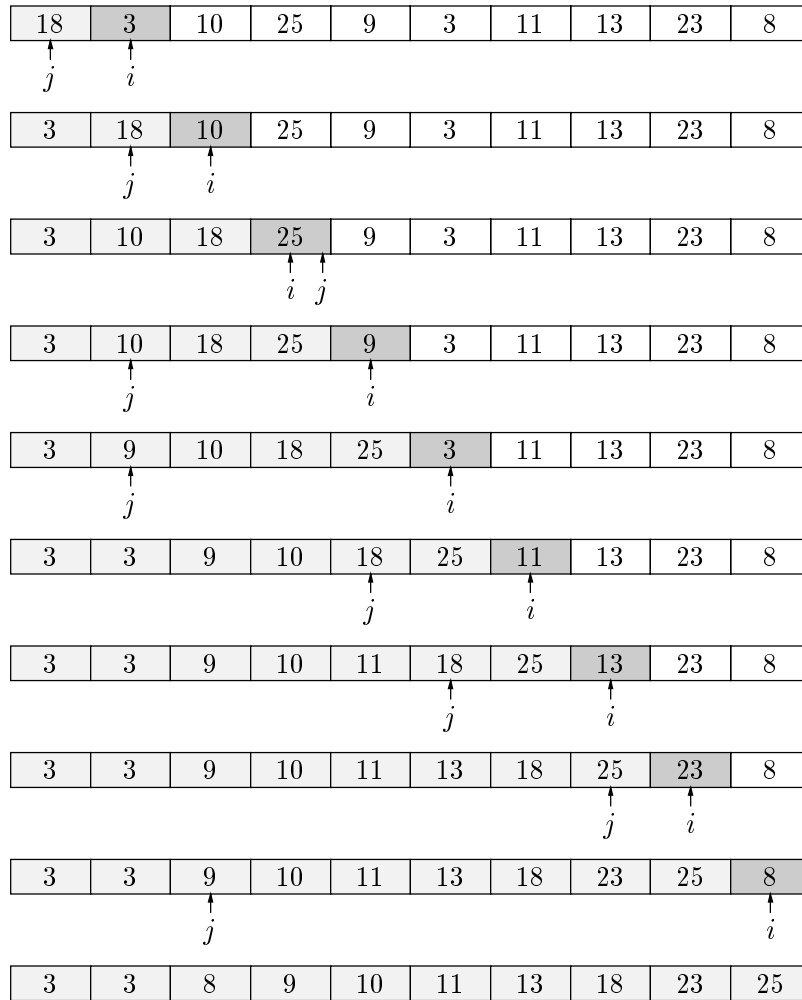 18 3 10 25 9 3 11 13 23 8
j i
3 18 10 25 9 3 11 13 23 8
j i
3 10 18 25 9 3 11 13 23 8
i j
3 10 18 25 9 3 11 13 23 8
j i
3 9 10 18 25 3 11 13 23 8
j i
3 3 9 10 18 25 11 13 23 8
j i
3 3 9 10 11 18 25 13 23 8
j i
3 3 9 10 11 13 18 25 23 8
j i
3 3 9 10 11 13 18 23 25 8
j i
3 3 8 9 10 11 13 18 23 25